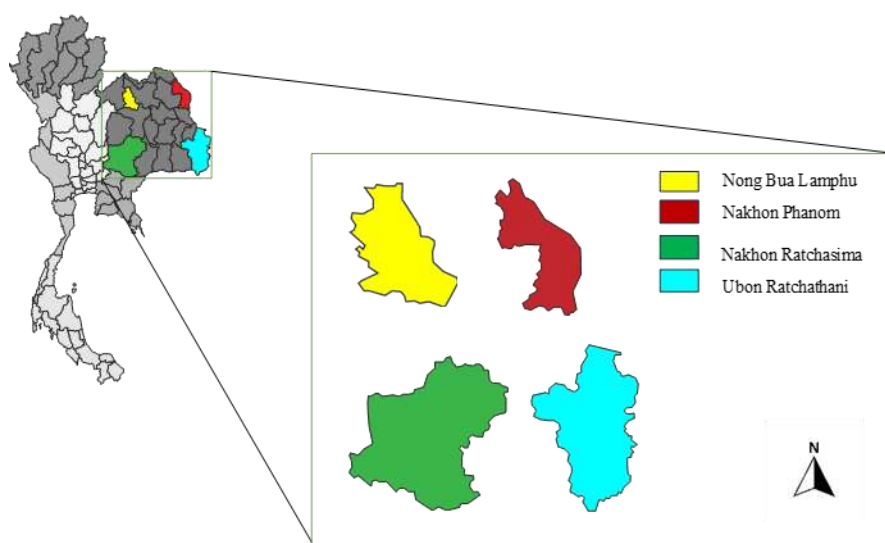 Nong Bua Lamphu
Nakhon Phanom
Nakhon Ratchasima
Ubon Ratchathani
N